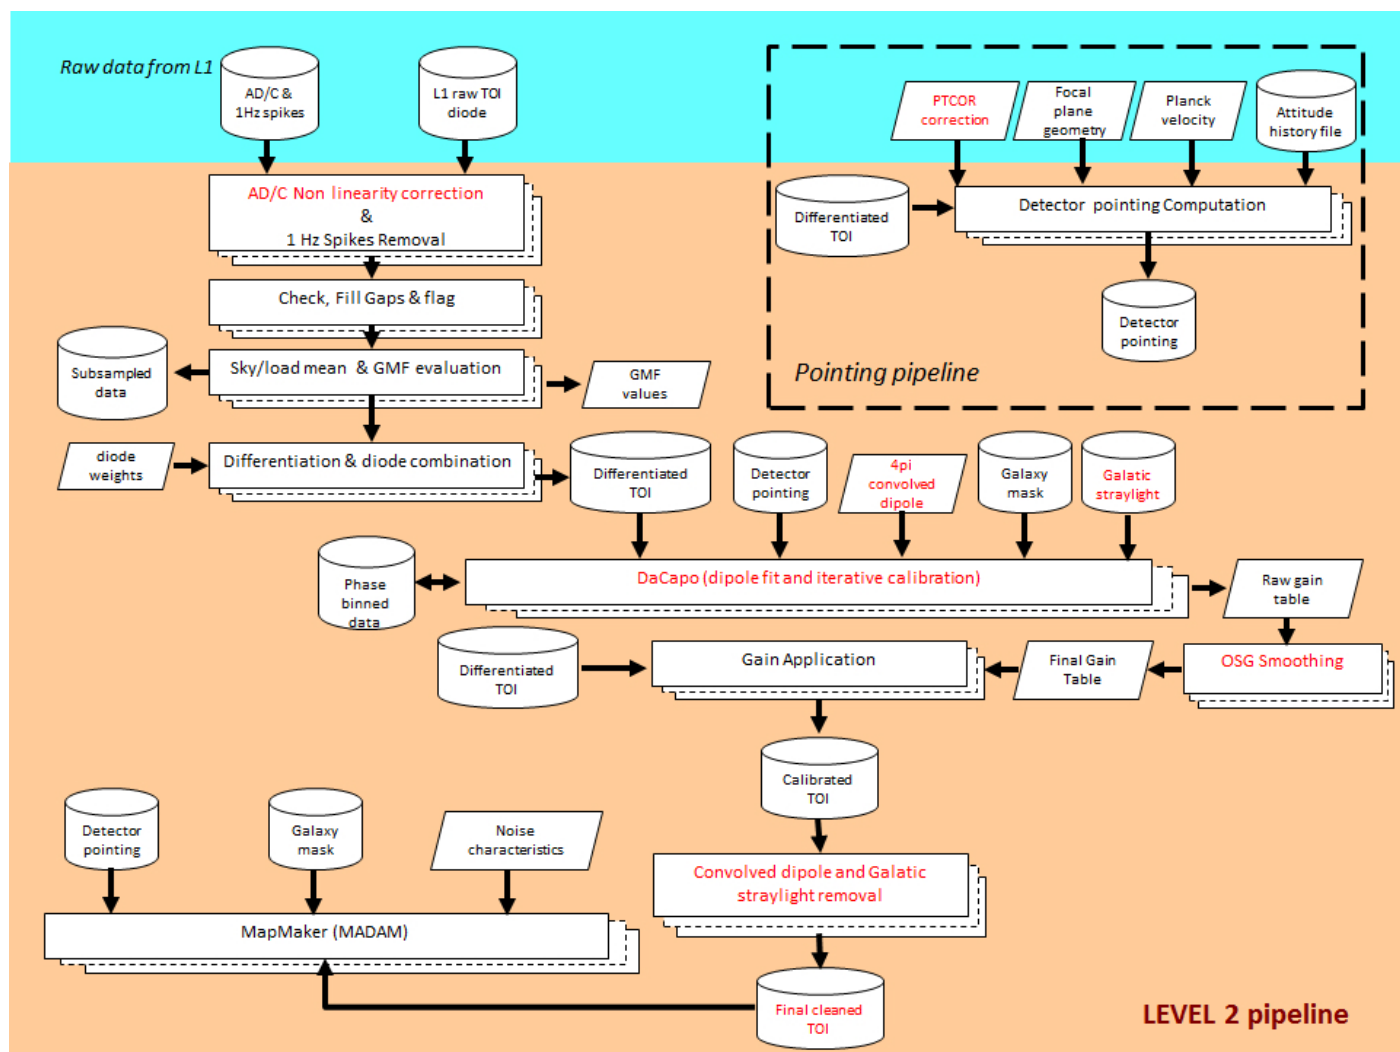 Raw data from L1
AD/C &
1Hz spikes
L1 raw TOI
diode
PTCOR
correction
Focal
plane
geometry
Planck
velocity
Attitude
history file
AD/C Non linearity correction
&
1 Hz Spikes Removal
Differentiated
TOI
Detector pointing Computation
Check, Fill Gaps & flag
Detector
pointing
Pointing pipeline
Subsampled
data
Sky/load mean & GMF evaluation
GMF
values
diode
weights
Differentiation & diode combination
Differentiated
TOI
Detector
pointing
4pi
convolved
dipole
Galaxy
mask
Galatic
straylight
Phase
binned
data
DaCapo (dipole fit and iterative calibration)
Raw gain
table
Differentiated
TOI
Gain Application
Final Gain
Table
OSG Smoothing
Calibrated
TOI
Detector
pointing
Galaxy
mask
Noise
characteristics
Convolved dipole and Galatic
straylight removal
MapMaker (MADAM)
Final cleaned
TOI
LEVEL 2 pipeline